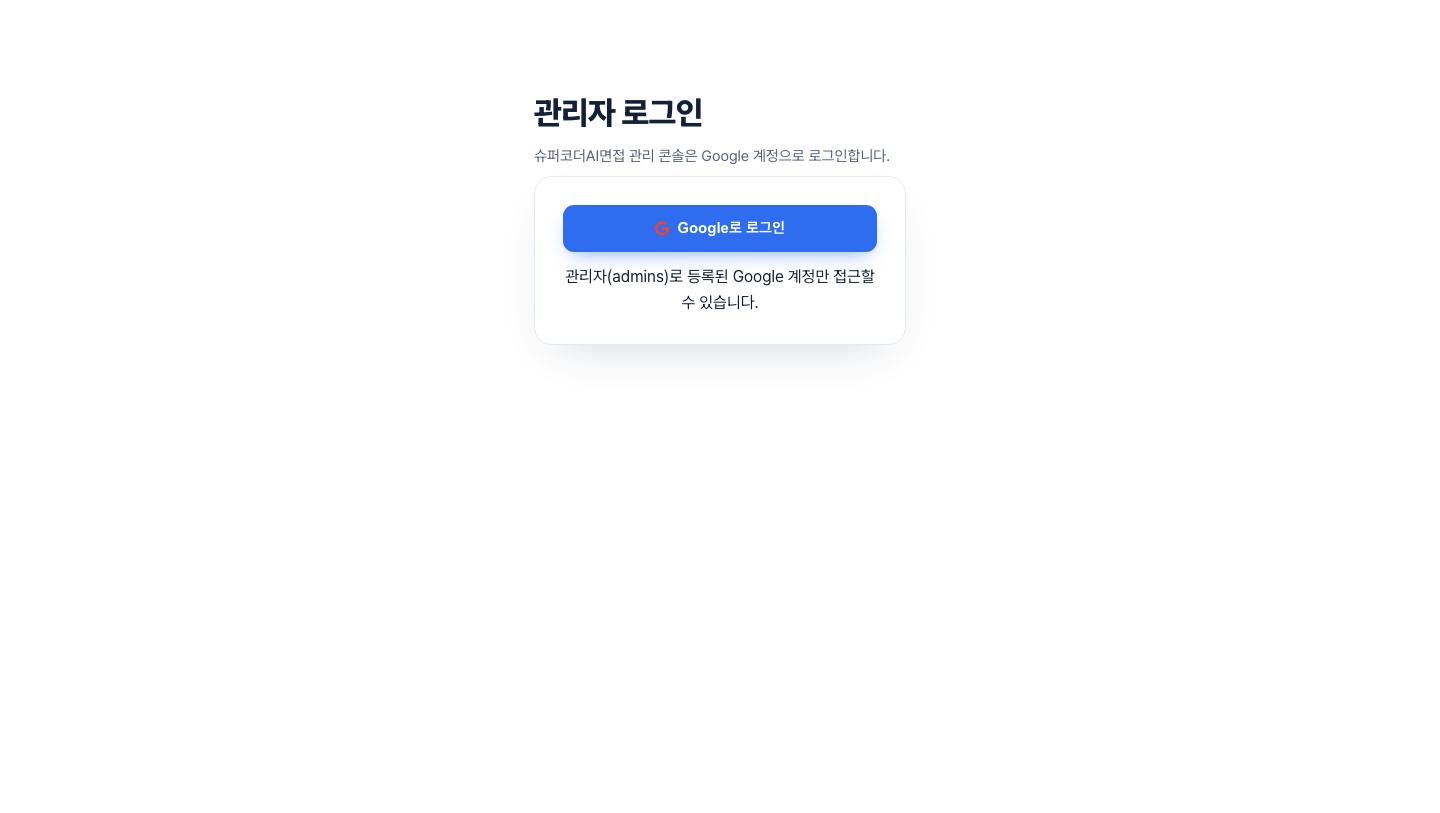 관리자 로그인
슈퍼코더AI면접 관리 콘솔은 Google 계정으로 로그인합니다.
Google로 로그인
관리자(admins)로 등록된 Google 계정만 접근할
수 있습니다.